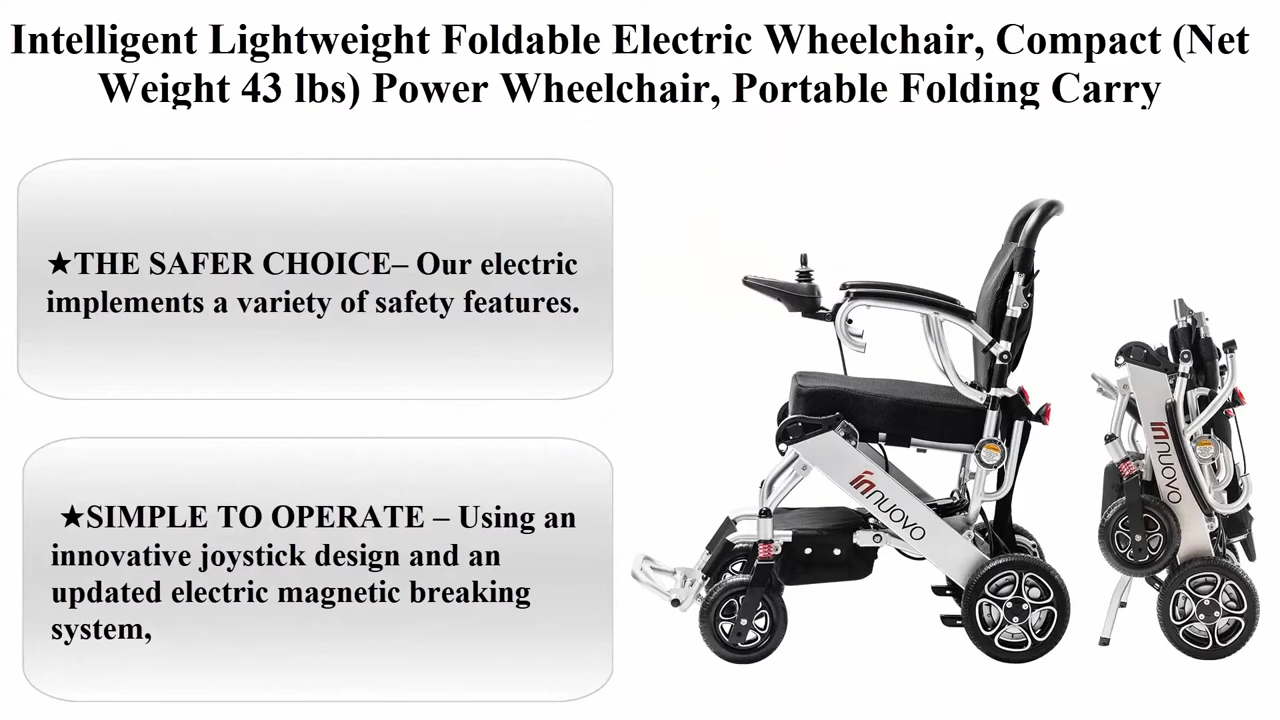 Intelligent Lightweight Foldable Electric Wheelchair, Compact (Net
Weight 43 lbs) Power Wheelchair, Portable Folding Carry
★THE SAFER CHOICE– Our electric
implements a variety of safety features.
★SIMPLE TO OPERATE – Using an
innovative joystick design and an
updated electric magnetic breaking
system,
innuovo
innuovo